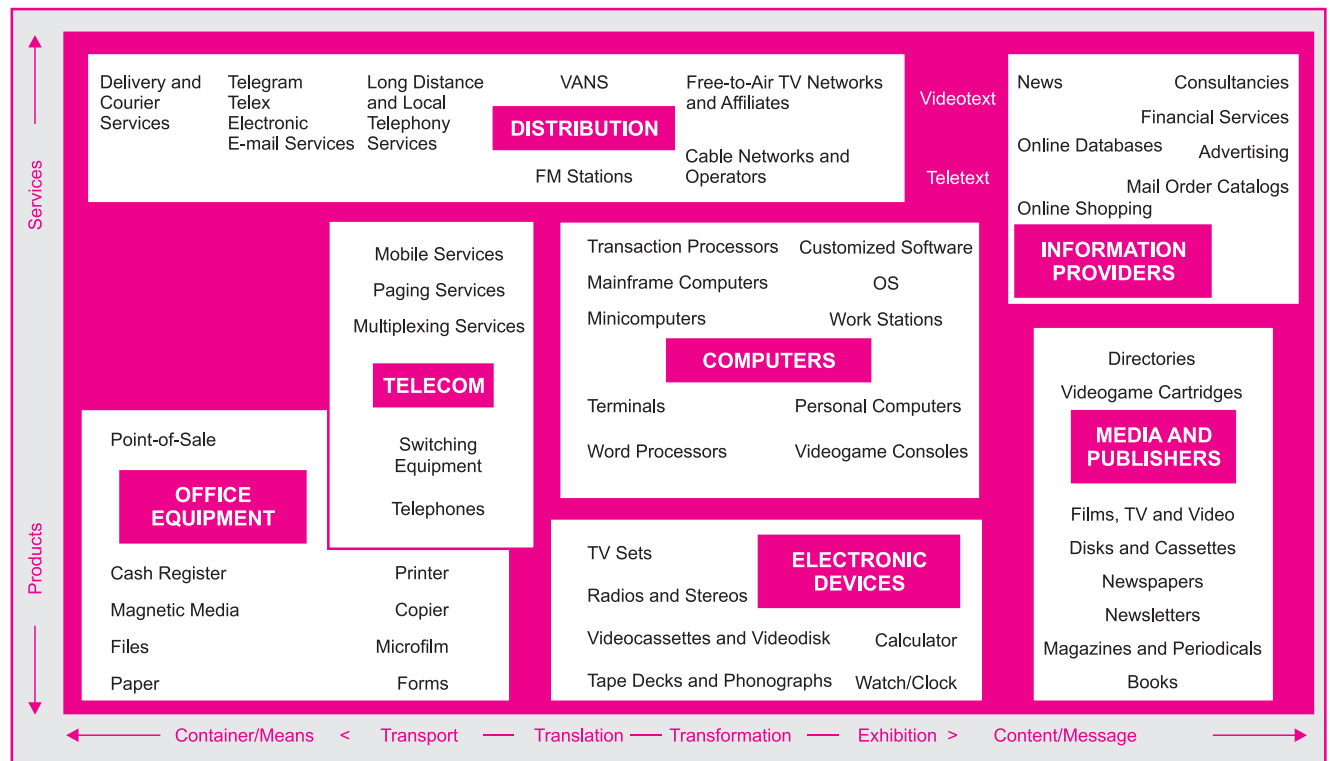 Services
Products
Delivery and
Courier
Services
Telegram
Telex
Electronic
E-mail Services
Long Distance
and Local
Telephony
Services
VANS
DISTRIBUTION
FM Stations
Free-to-Air TV Networks
and Affiliates
Cable Networks and
Operators
Videotext
Teletext
News
Consultancies
Financial Services
Online Databases
Advertising
Mail Order Catalogs
Online Shopping
INFORMATION
PROVIDERS
Mobile Services
Paging Services
Multiplexing Services
TELECOM
Switching
Equipment
Telephones
Transaction Processors
Customized Software
Mainframe Computers
OS
Minicomputers
Work Stations
COMPUTERS
Terminals
Personal Computers
Word Processors
Videogame Consoles
Directories
Videogame Cartridges
MEDIA AND
PUBLISHERS
Films, TV and Video
Disks and Cassettes
Newspapers
Newsletters
Magazines and Periodicals
Books
Point-of-Sale
OFFICE
EQUIPMENT
Cash Register
Printer
Magnetic Media
Copier
Files
Microfilm
Paper
Forms
TV Sets
ELECTRONIC
DEVICES
Radios and Stereos
Videocassettes and Videodisk
Calculator
Tape Decks and Phonographs
Watch/Clock
Container/Means < Transport — Translation — Transformation — Exhibition > Content/Message